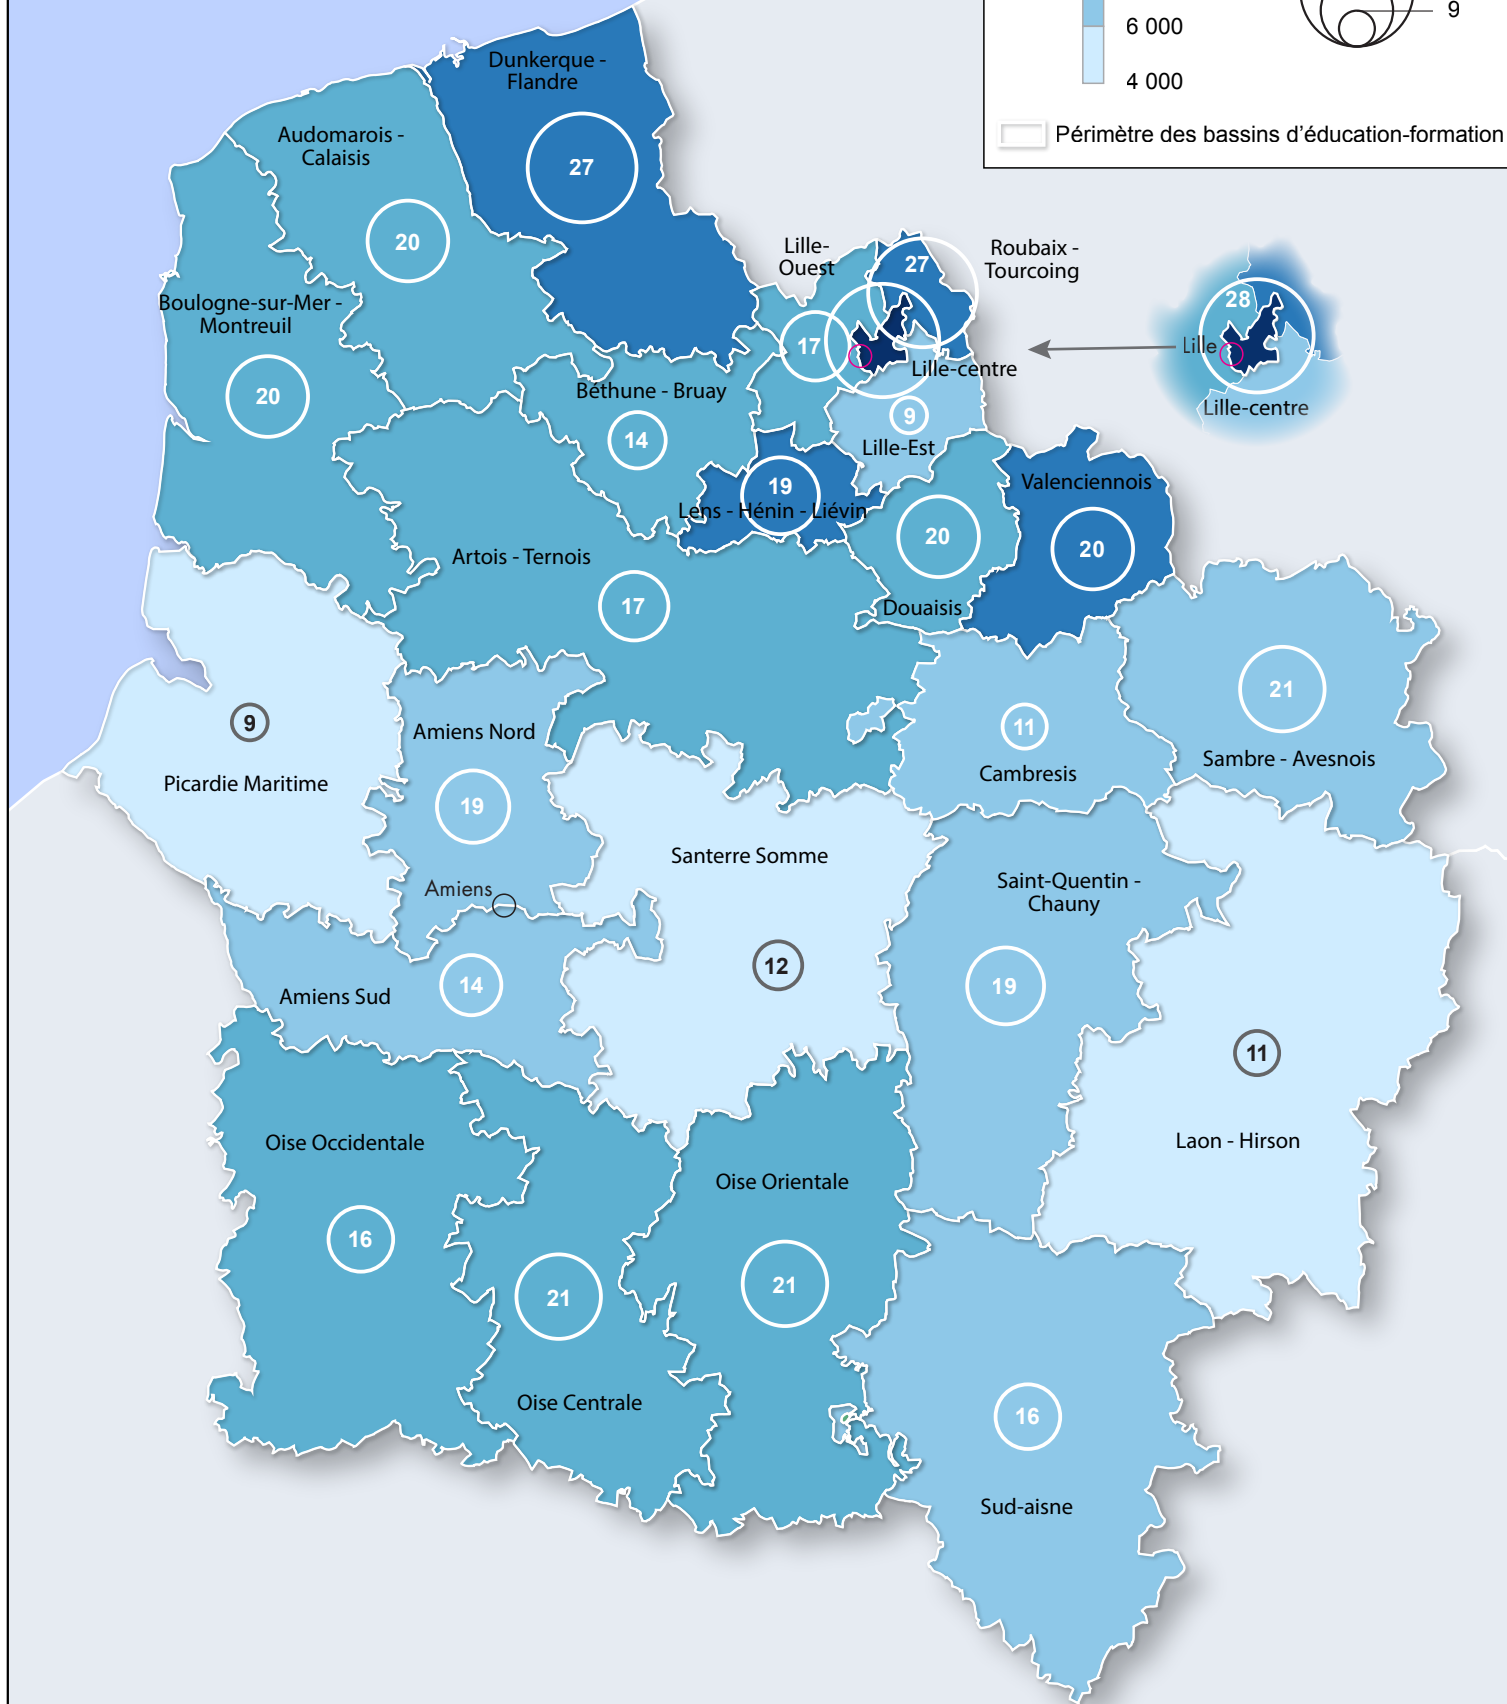 9
6 000
4 000
Périmètre des bassins d’éducation-formation
Dunkerque -
Flandre
27
Audomarois -
Calaisis
20
Boulogne-sur-Mer -
Montreuil
20
Lille-
Ouest
17
27
Roubaix -
Tourcoing
Lille-centre
28
Lille
Lille-centre
Béthune - Bruay
14
9
Lille-Est
19
Lens - Hénin - Liévin
Valenciennois
20
20
Douaisis
Artois - Ternois
17
21
Sambre - Avesnois
9
Picardie Maritime
Amiens Nord
19
Amiens
11
Cambresis
Santerre Somme
12
Saint-Quentin -
Chauny
19
Amiens Sud
14
11
Laon - Hirson
Oise Occidentale
16
Oise Orientale
21
21
Oise Centrale
16
Sud-aisne